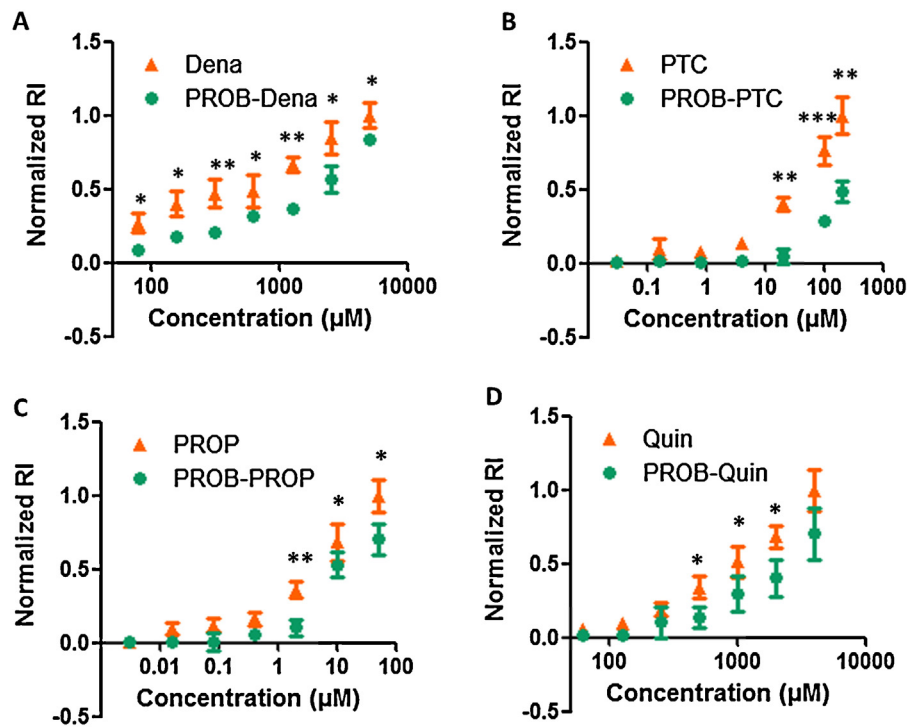 A
Dena
PROB-Dena
Normalized RI
1.5
1.0
0.5
0.0
-0.5
* * ** * ** * *
100 1000 10000
Concentration (µM)
B
PTC
PROB-PTC
Normalized RI
1.5
1.0
0.5
0.0
-0.5
** *** **
0.1 1 10 100 1000
Concentration (µM)
C
PROP
PROB-PROP
Normalized RI
1.5
1.0
0.5
0.0
-0.5
** * *
0.01 0.1 1 10 100
Concentration (µM)
D
Quin
PROB-Quin
Normalized RI
1.5
1.0
0.5
0.0
-0.5
* * *
100 1000 10000
Concentration (µM)